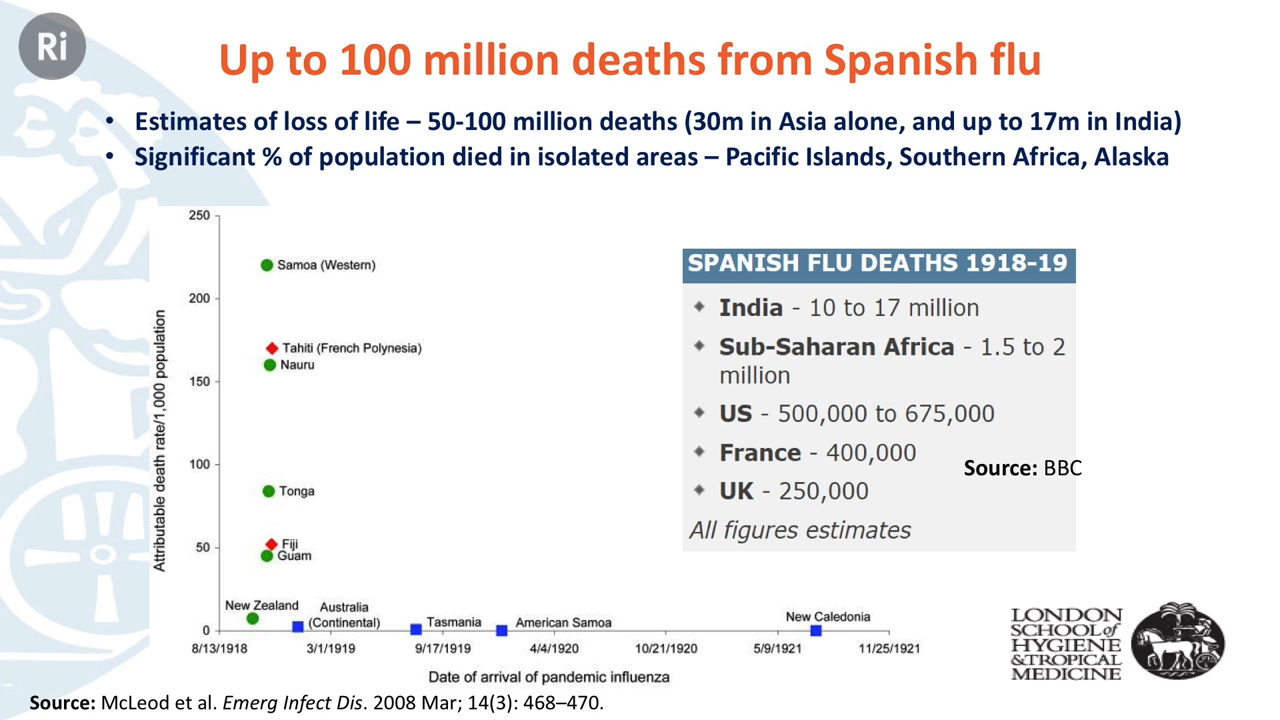 Ri
Up to 100 million deaths from Spanish flu
• Estimates of loss of life – 50-100 million deaths (30m in Asia alone, and up to 17m in India)
• Significant % of population died in isolated areas – Pacific Islands, Southern Africa, Alaska
Attributable death rate/1,000 population
250
200
150
100
50
0
Samoa (Western)
Tahiti (French Polynesia)
Nauru
Tonga
Fiji
Guam
New Zealand
Australia
(Continental)
Tasmania
American Samoa
New Caledonia
8/13/1918
3/1/1919
9/17/1919
4/4/1920
10/21/1920
5/9/1921
11/25/1921
Date of arrival of pandemic influenza
SPANISH FLU DEATHS 1918-19
India - 10 to 17 million
Sub-Saharan Africa - 1.5 to 2
million
US - 500,000 to 675,000
France - 400,000
UK - 250,000
All figures estimates
Source: BBC
LONDON
SCHOOL of
HYGIENE
&TROPICAL
MEDICINE
Source: McLeod et al. Emerg Infect Dis. 2008 Mar; 14(3): 468–470.